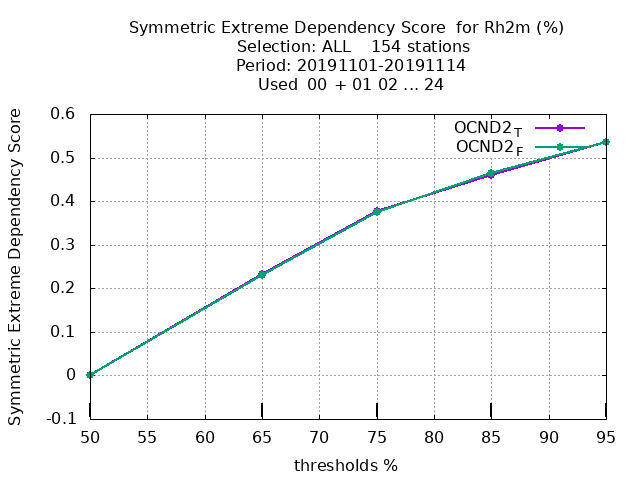 Symmetric Extreme Dependency Score  for Rh2m (%)
Selection: ALL    154 stations
Period: 20191101-20191114
Used  00 + 01 02 ... 24
OCND2_T
OCND2_F
Symmetric Extreme Dependency Score
0.6
0.5
0.4
0.3
0.2
0.1
0
-0.1
50 55 60 65 70 75 80 85 90 95
thresholds %